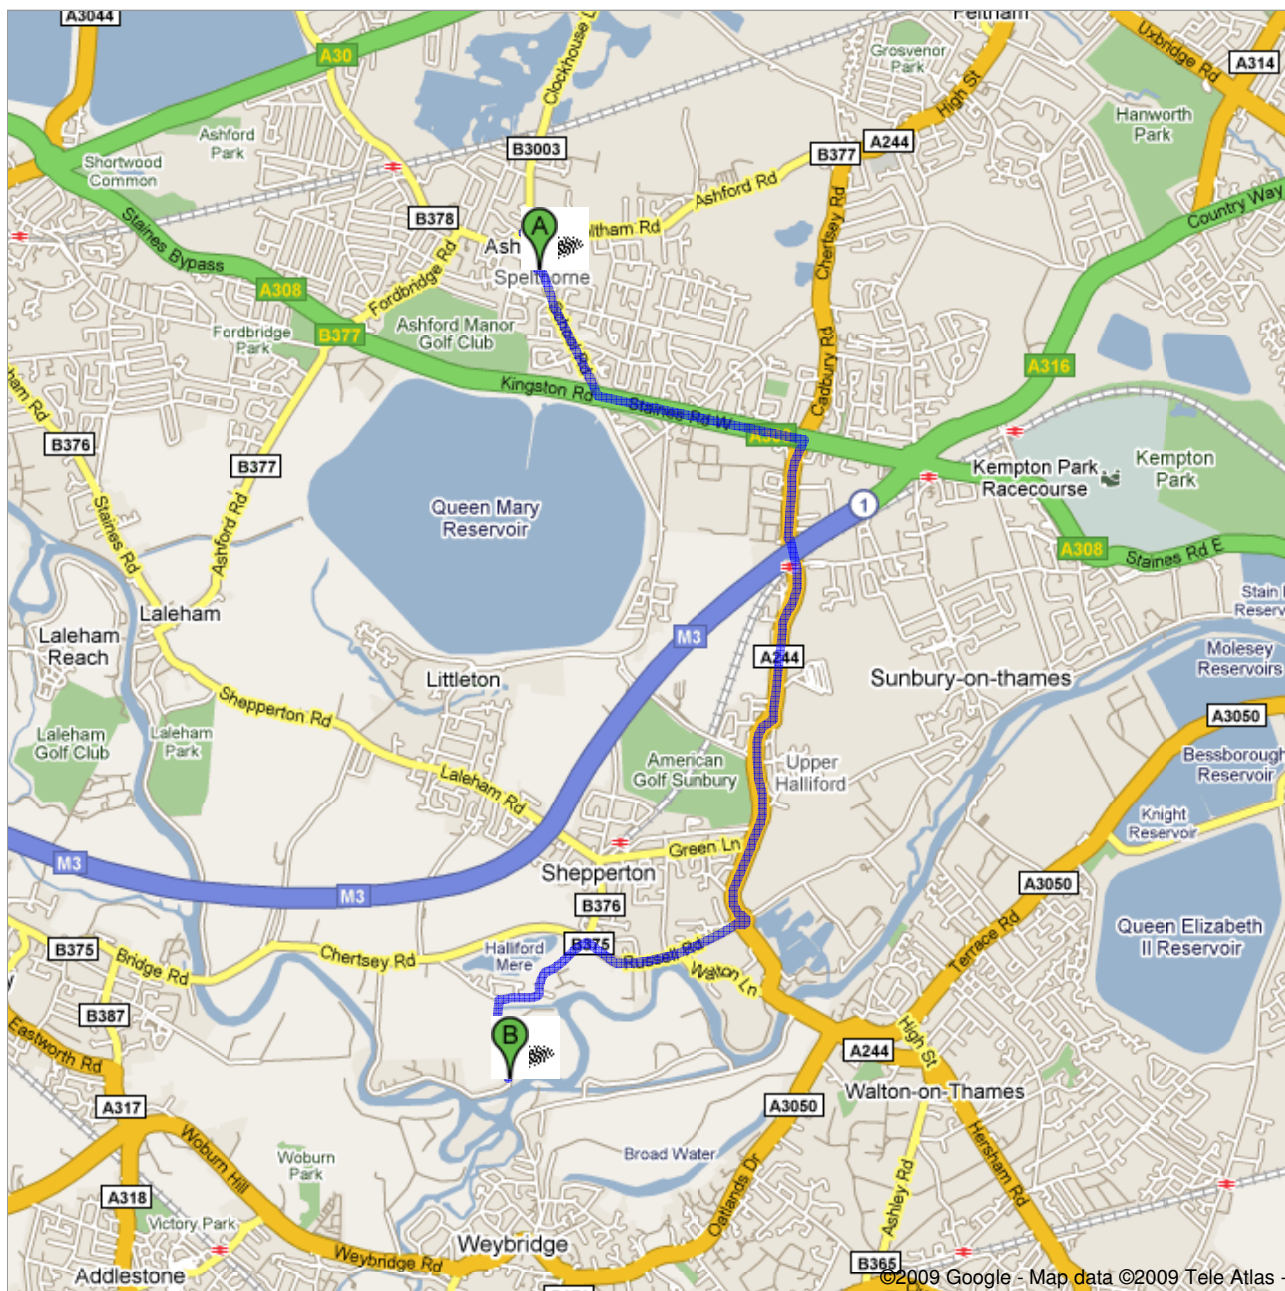 A3044
A30
Clockhouse L
Feltham
Uxbridge Rd
A314
Grosvenor
Park
High St
Hanworth
Park
Ashford
Park
Shortwood
Common
B3003
B377
A244
Ashford Rd
B378
A
ltham Rd
Ash
Spelthorne
Country Way
Staines Bypass
A308
Fordbridge Rd
Chertsey Rd
Fordbridge
Park
B377
Ashford Manor
Golf Club
Kingston Rd
Staines Rd W
Cadbury Rd
A316
ham Rd
B376
B377
Kempton Park
Racecourse
Kempton
Park
Queen Mary
Reservoir
1
Staines Rd
Ashford Rd
A308
Staines Rd E
Laleham
Laleham
Reach
M3
A244
Stain
Reserv
Molesey
Reservoirs
Littleton
Sunbury-on-thames
Shepperton Rd
A3050
Laleham
Golf Club
Laleham
Park
American
Golf Sunbury
Upper
Halliford
Bessborough
Reservoir
Laleham Rd
Knight
Reservoir
Green Ln
M3
M3
Shepperton
A3050
B376
Queen Elizabeth
II Reservoir
B375
Bridge Rd
Chertsey Rd
Halliford
Mere
B375
Russell Rd
Walton Ln
Terrace Rd
B387
Eastworth Rd
B
High St
A244
Walton-on-Thames
A317
A3050
Woburn Hill
Woburn
Park
Broad Water
Hersham Rd
A318
Oatlands Dr
Ashley Rd
Victory Park
Weybridge Rd
Weybridge
Addlestone
B365
©2009 Google - Map data ©2009 Tele Atlas -